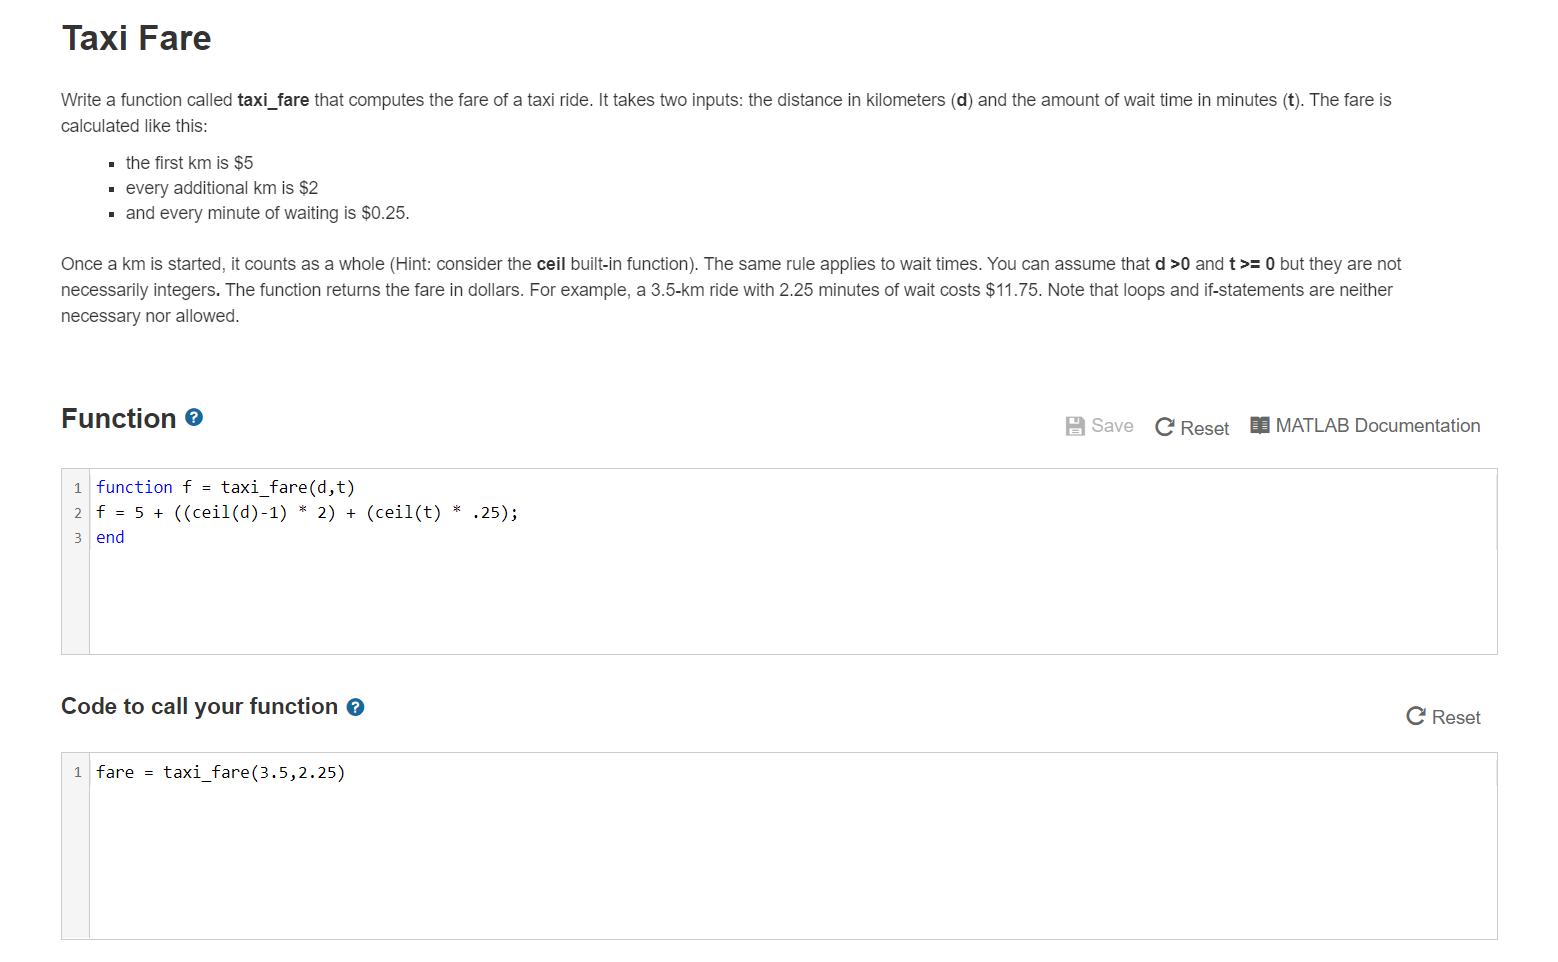 Taxi Fare
Write a function called taxi_fare that computes the fare of a taxi ride. It takes two inputs: the distance in kilometers (d) and the amount of wait time in minutes (t). The fare is
calculated like this:
▪ the first km is $5
▪ every additional km is $2
▪ and every minute of waiting is $0.25.
Once a km is started, it counts as a whole (Hint: consider the ceil built-in function). The same rule applies to wait times. You can assume that d >0 and t >= 0 but they are not
necessarily integers. The function returns the fare in dollars. For example, a 3.5-km ride with 2.25 minutes of wait costs $11.75. Note that loops and if-statements are neither
necessary nor allowed.
Function ?
Save Reset MATLAB Documentation
1 function f = taxi_fare(d,t)
2 f = 5 + ((ceil(d)-1) * 2) + (ceil(t) * .25);
3 end
Code to call your function ?
Reset
1 fare = taxi_fare(3.5,2.25)